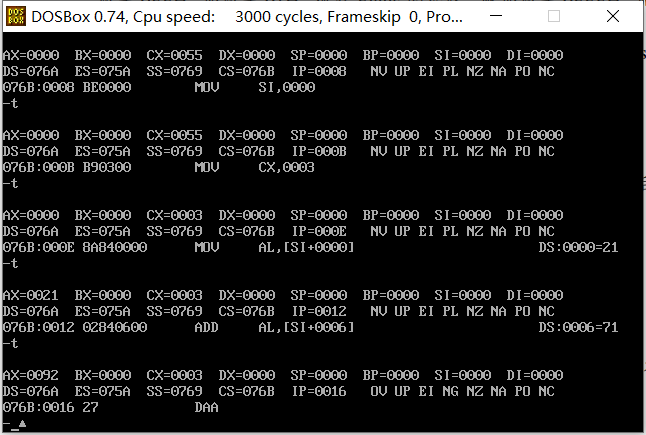 DOS BOX DOSBox 0.74, Cpu speed:    3000 cycles, Frameskip  0, Pro...
AX=0000  BX=0000  CX=0055  DX=0000  SP=0000  BP=0000  SI=0000  DI=0000
DS=076A  ES=075A  SS=0769  CS=076B  IP=0008   NV UP EI PL NZ NA PO NC
076B:0008 BE0000        MOV     SI,0000
-t
AX=0000  BX=0000  CX=0055  DX=0000  SP=0000  BP=0000  SI=0000  DI=0000
DS=076A  ES=075A  SS=0769  CS=076B  IP=000B   NV UP EI PL NZ NA PO NC
076B:000B B90300        MOV     CX,0003
-t
AX=0000  BX=0000  CX=0003  DX=0000  SP=0000  BP=0000  SI=0000  DI=0000
DS=076A  ES=075A  SS=0769  CS=076B  IP=000E   NV UP EI PL NZ NA PO NC
076B:000E 8A840000      MOV     AL,[SI+0000]                       DS:0000=21
-t
AX=0021  BX=0000  CX=0003  DX=0000  SP=0000  BP=0000  SI=0000  DI=0000
DS=076A  ES=075A  SS=0769  CS=076B  IP=0012   NV UP EI PL NZ NA PO NC
076B:0012 02840600      ADD     AL,[SI+0006]                       DS:0006=71
-t
AX=0092  BX=0000  CX=0003  DX=0000  SP=0000  BP=0000  SI=0000  DI=0000
DS=076A  ES=075A  SS=0769  CS=076B  IP=0016   OV UP EI NG NZ NA PO NC
076B:0016 27            DAA
-_